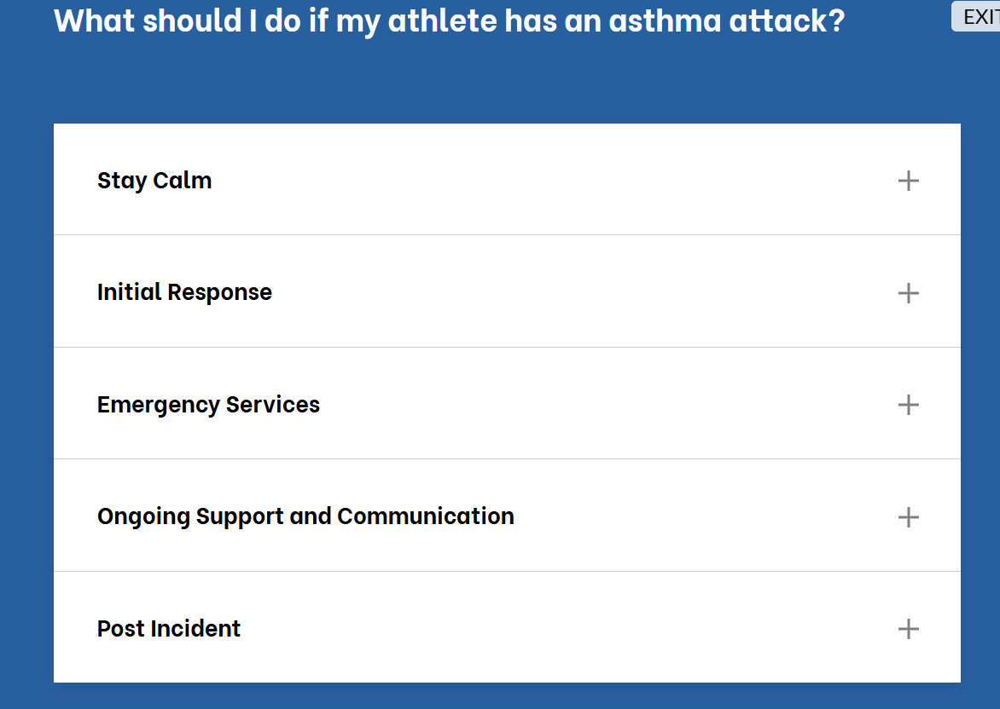 What should I do if my athlete has an asthma attack?
Stay Calm
Initial Response
Emergency Services
Ongoing Support and Communication
Post Incident